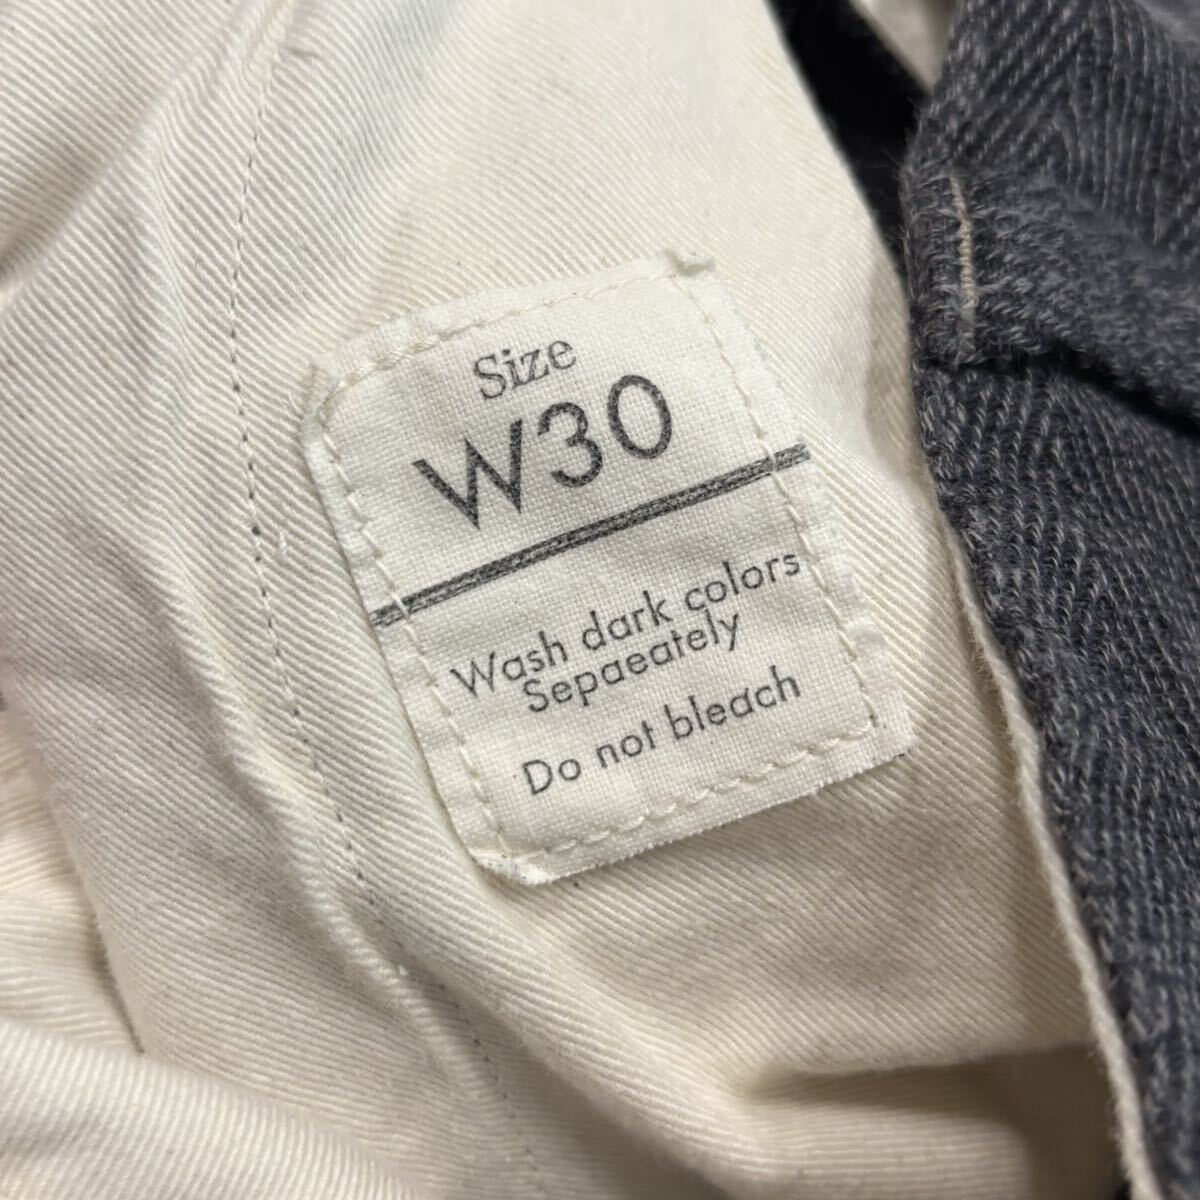 Size
W30
Wash dark colors
Sepaeately
Do not bleach